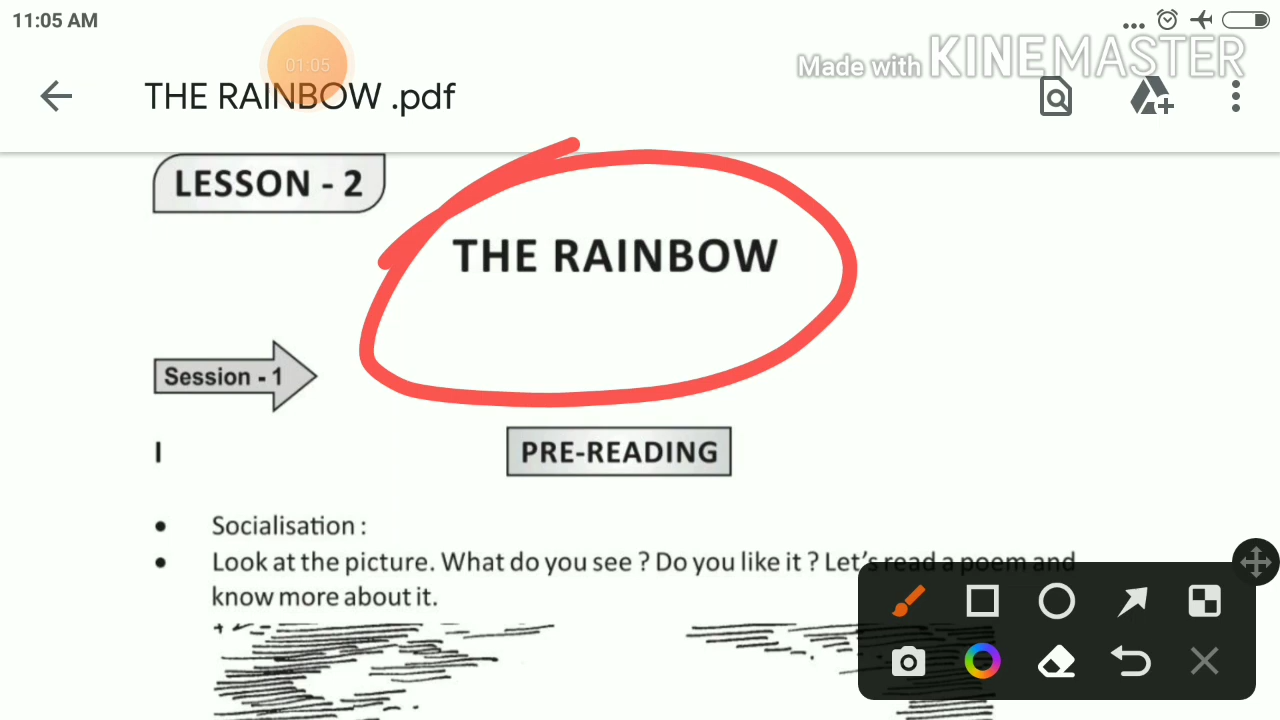 11:05 AM
01:05
Made with KINEMASTER
THE RAINBOW .pdf
LESSON - 2
THE RAINBOW
Session - 1
I
PRE-READING
• Socialisation :
• Look at the picture. What do you see ? Do you like it ? Let's read a poem and
know more about it.